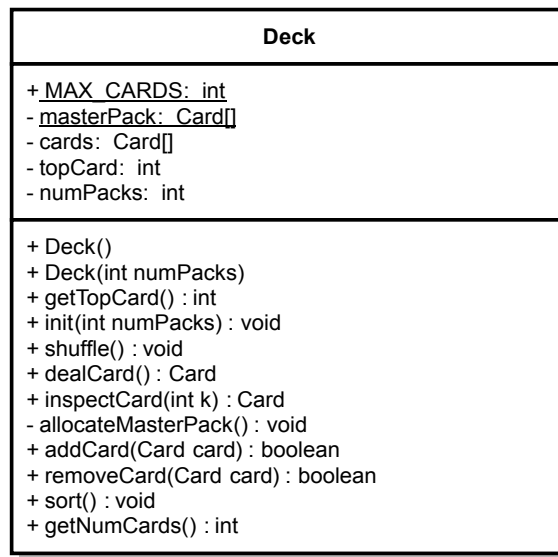 Deck
+ MAX_CARDS: int
- masterPack: Card[]
- cards: Card[]
- topCard: int
- numPacks: int
+ Deck()
+ Deck(int numPacks)
+ getTopCard() : int
+ init(int numPacks) : void
+ shuffle() : void
+ dealCard() : Card
+ inspectCard(int k) : Card
- allocateMasterPack() : void
+ addCard(Card card) : boolean
+ removeCard(Card card) : boolean
+ sort() : void
+ getNumCards() : int